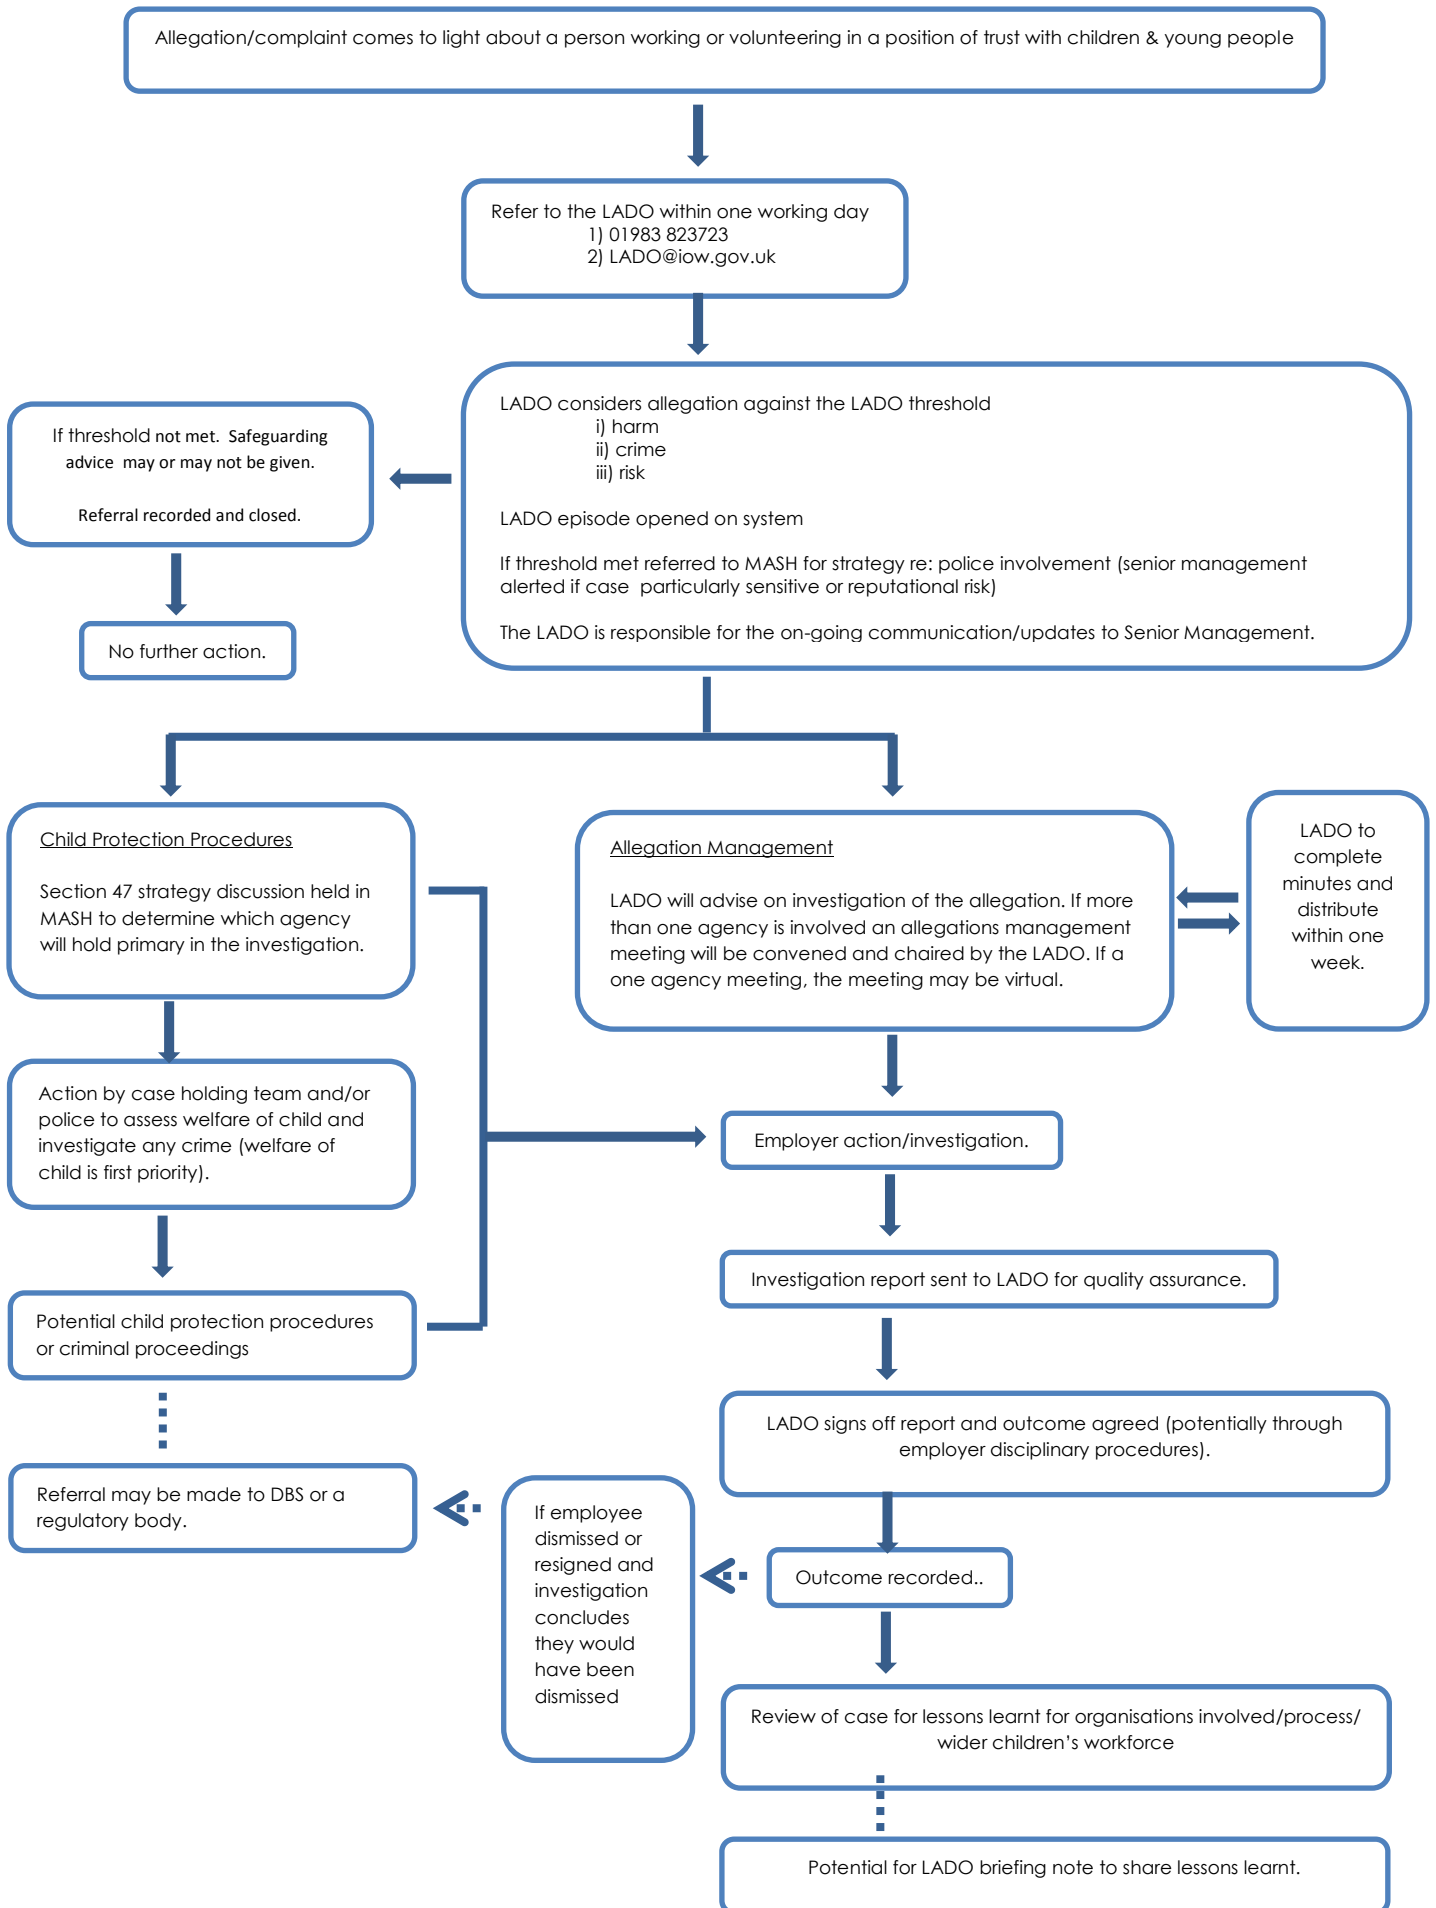 Allegation/complaint comes to light about a person working or volunteering in a position of trust with children & young people
Refer to the LADO within one working day
1) 01983 823723
2) LADO@iow.gov.uk
LADO considers allegation against the LADO threshold
i) harm
ii) crime
iii) risk
LADO episode opened on system
If threshold met referred to MASH for strategy re: police involvement (senior management
alerted if case particularly sensitive or reputational risk)
The LADO is responsible for the on-going communication/updates to Senior Management.
If threshold not met. Safeguarding
advice may or may not be given.
Referral recorded and closed.
No further action.
Child Protection Procedures
Section 47 strategy discussion held in
MASH to determine which agency
will hold primary in the investigation.
Allegation Management
LADO will advise on investigation of the allegation. If more
than one agency is involved an allegations management
meeting will be convened and chaired by the LADO. If a
one agency meeting, the meeting may be virtual.
LADO to
complete
minutes and
distribute
within one
week.
Action by case holding team and/or
police to assess welfare of child and
investigate any crime (welfare of
child is first priority).
Employer action/investigation.
Investigation report sent to LADO for quality assurance.
Potential child protection procedures
or criminal proceedings
LADO signs off report and outcome agreed (potentially through
employer disciplinary procedures).
Referral may be made to DBS or a
regulatory body.
If employee
dismissed or
resigned and
investigation
concludes
they would
have been
dismissed
Outcome recorded..
Review of case for lessons learnt for organisations involved/process/
wider children’s workforce
Potential for LADO briefing note to share lessons learnt.